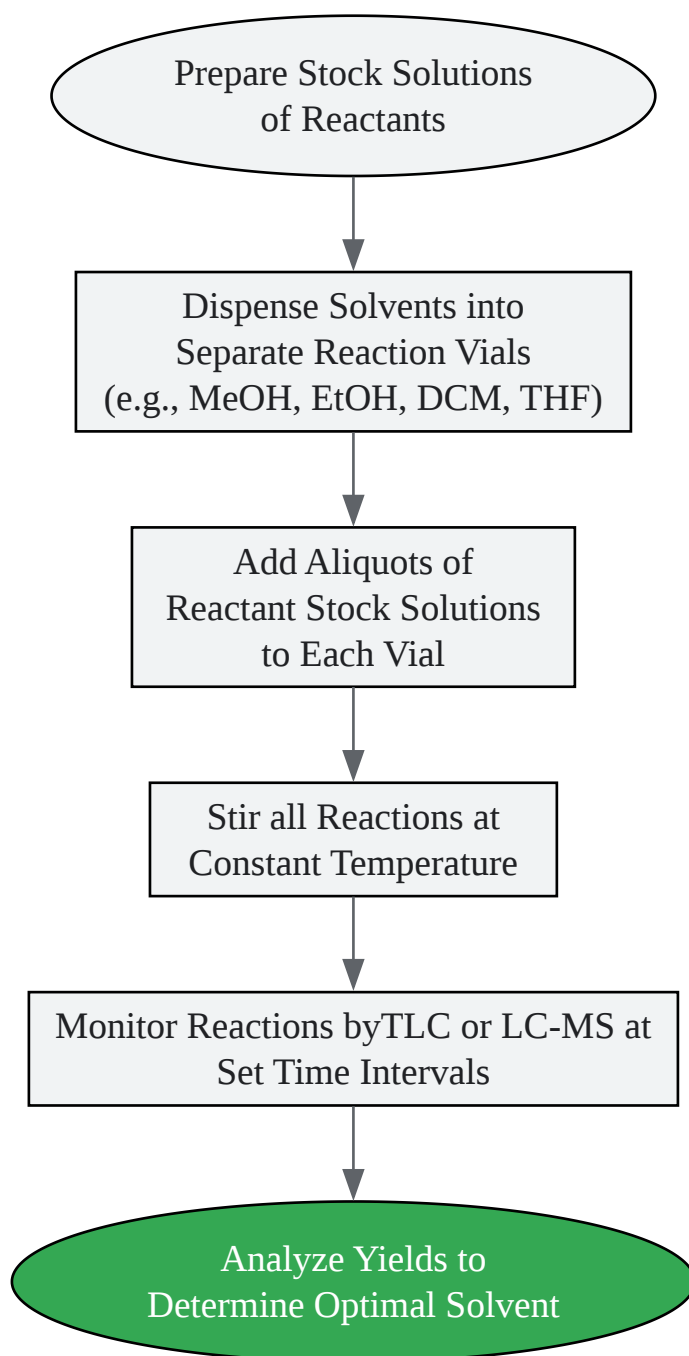 Prepare Stock Solutions
of Reactants
Dispense Solvents into
Separate Reaction Vials
(e.g., MeOH, EtOH, DCM, THF)
Add Aliquots of
Reactant Stock Solutions
to Each Vial
Stir all Reactions at
Constant Temperature
Monitor Reactions byTLC or LC-MS at
Set Time Intervals
Analyze Yields to
Determine Optimal Solvent